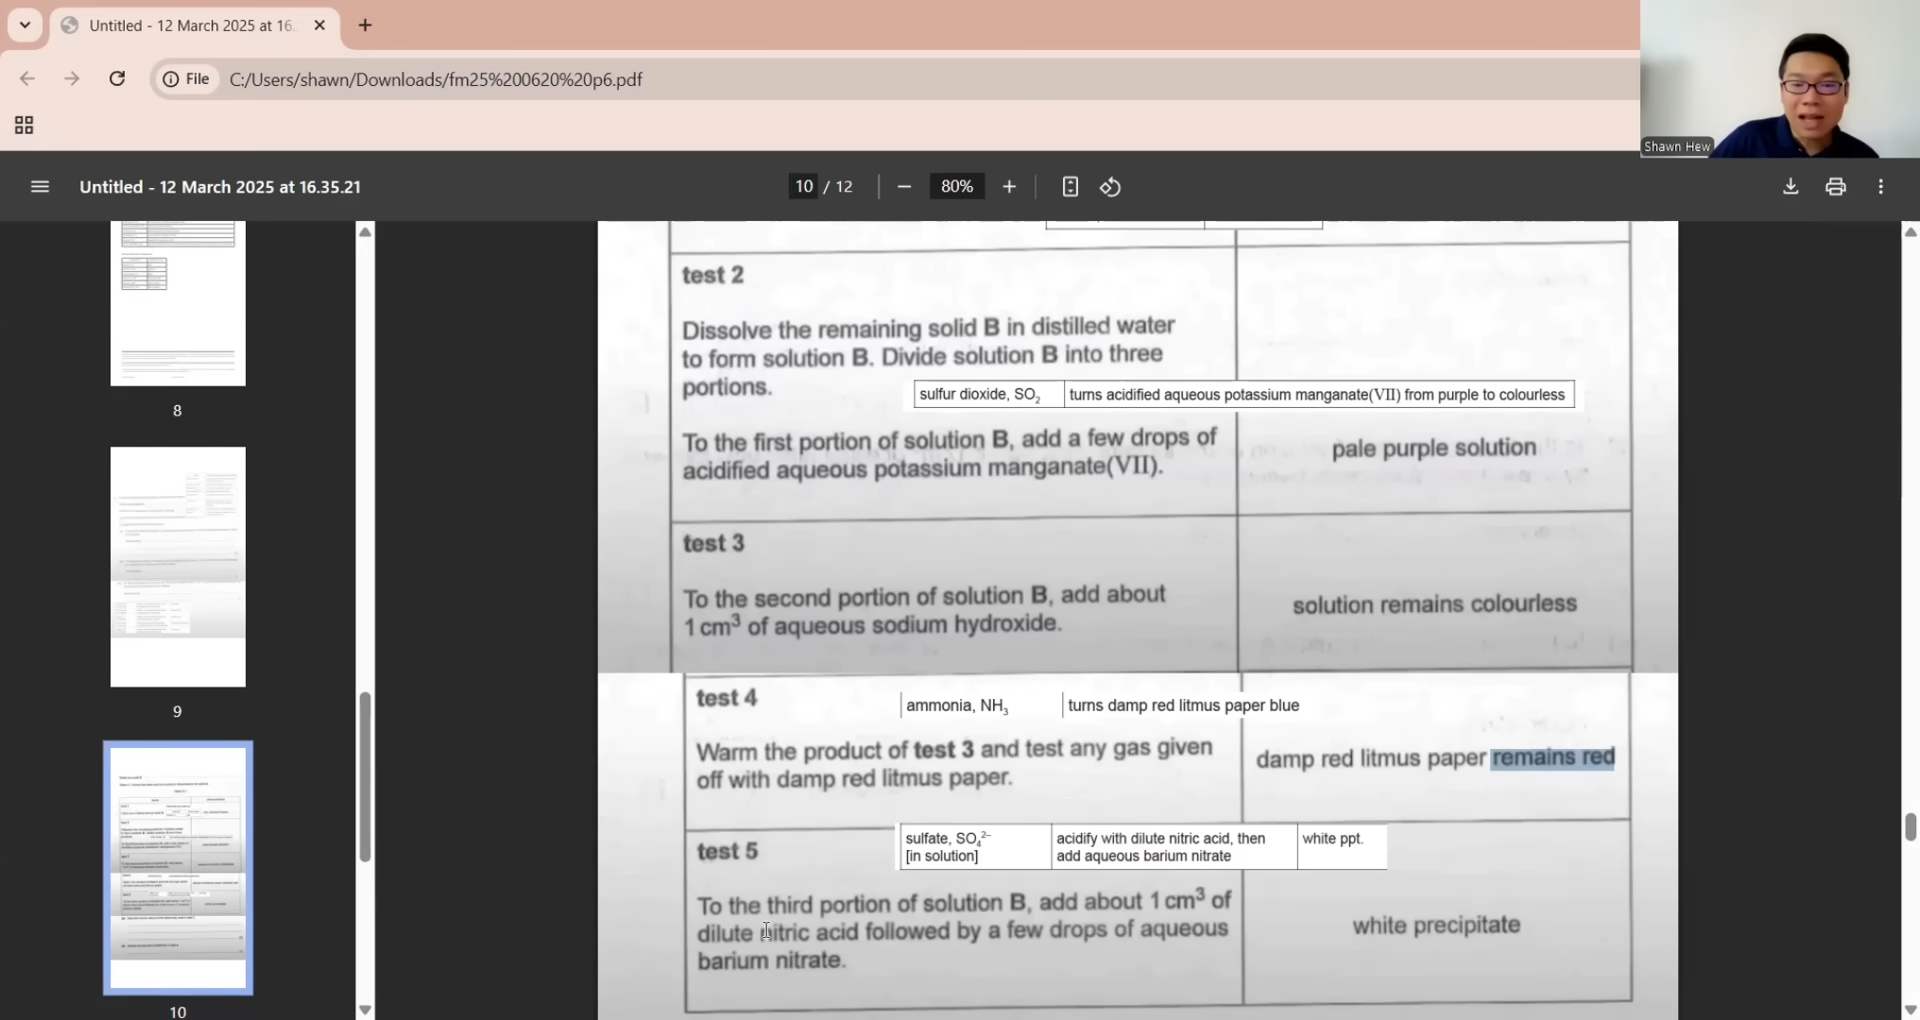 Untitled - 12 March 2025 at 16.
File
C:/Users/shawn/Downloads/fm25%200620%20p6.pdf
Shawn Hew
Untitled - 12 March 2025 at 16.35.21
10 / 12
80%
8
9
10
test 2
Dissolve the remaining solid B in distilled water
to form solution B. Divide solution B into three
portions.
sulfur dioxide, SO₂
turns acidified aqueous potassium manganate(VII) from purple to colourless
To the first portion of solution B, add a few drops of
acidified aqueous potassium manganate(VII).
pale purple solution
test 3
To the second portion of solution B, add about
1 cm³ of aqueous sodium hydroxide.
solution remains colourless
test 4
ammonia, NH₃
turns damp red litmus paper blue
Warm the product of test 3 and test any gas given
off with damp red litmus paper.
damp red litmus paper remains red
test 5
sulfate, SO₄²⁻
[in solution]
acidify with dilute nitric acid, then
add aqueous barium nitrate
white ppt.
To the third portion of solution B, add about 1 cm³ of
dilute nitric acid followed by a few drops of aqueous
barium nitrate.
white precipitate